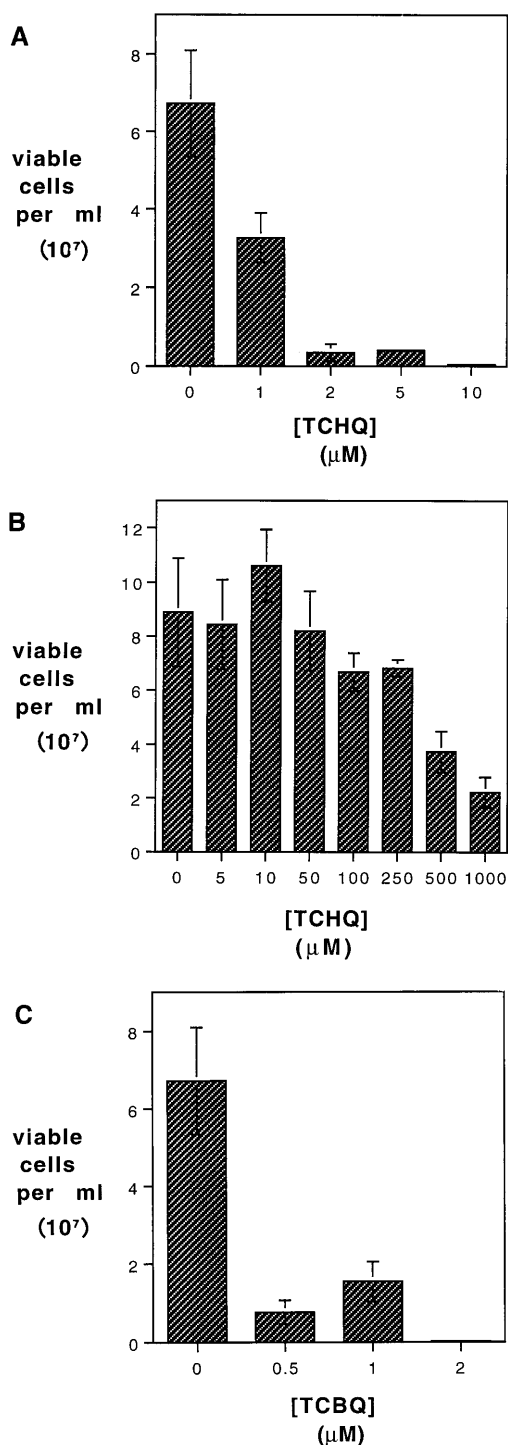 A
viable
cells
per ml
(10⁷)
8
6
4
2
0
0 1 2 5 10
[TCHQ]
(μM)
B
viable
cells
per ml
(10⁷)
12
10
8
6
4
2
0
0 5 10 50 100 250 500 1000
[TCHQ]
(μM)
C
viable
cells
per ml
(10⁷)
8
6
4
2
0
0 0.5 1 2
[TCBQ]
(μM)